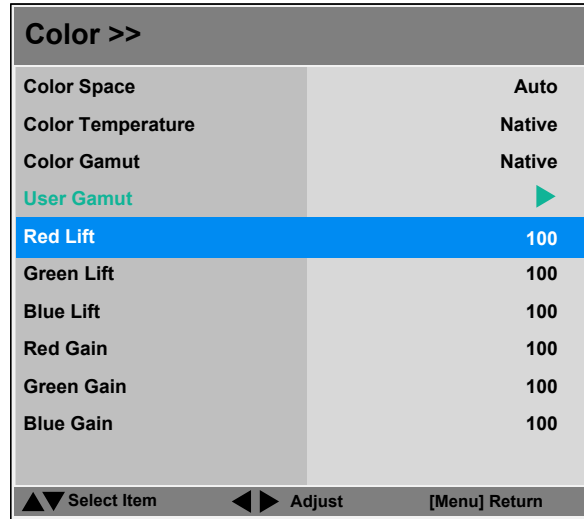 Color >>
Color Space Auto
Color Temperature Native
Color Gamut Native
User Gamut
Red Lift 100
Green Lift 100
Blue Lift 100
Red Gain 100
Green Gain 100
Blue Gain 100
Select Item Adjust [Menu] Return